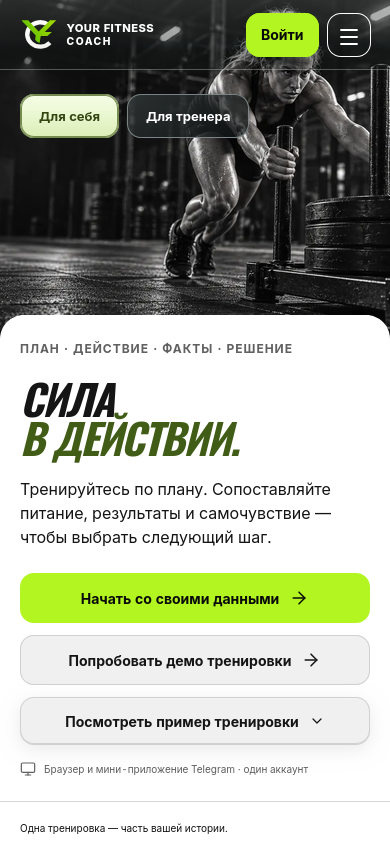 YOUR FITNESS
COACH
Войти
Для себя
Для тренера
ПЛАН · ДЕЙСТВИЕ · ФАКТЫ · РЕШЕНИЕ
СИЛА
В ДЕЙСТВИИ.
Тренируйтесь по плану. Сопоставляйте
питание, результаты и самочувствие —
чтобы выбрать следующий шаг.
Начать со своими данными
Попробовать демо тренировки
Посмотреть пример тренировки
Браузер и мини-приложение Telegram · один аккаунт
Одна тренировка — часть вашей истории.